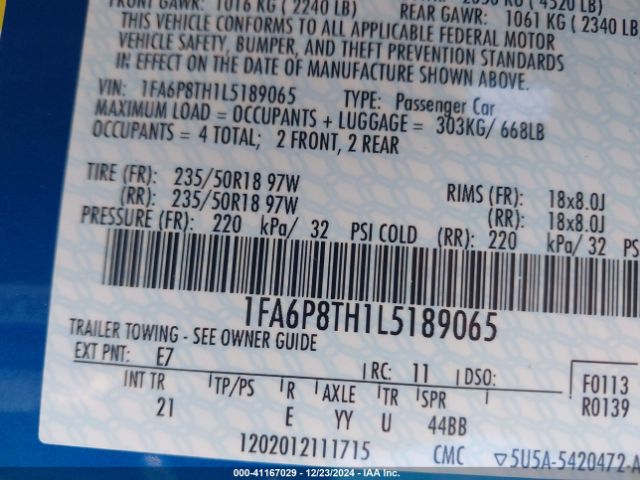 FRONT GAWR: 1016 KG ( 2240 LB) REAR GAWR: 1061 KG ( 2340 LB
THIS VEHICLE CONFORMS TO ALL APPLICABLE FEDERAL MOTOR
VEHICLE SAFETY, BUMPER, AND THEFT PREVENTION STANDARDS
IN EFFECT ON THE DATE OF MANUFACTURE SHOWN ABOVE.
VIN: 1FA6P8TH1L5189065 TYPE: Passenger Car
MAXIMUM LOAD = OCCUPANTS + LUGGAGE = 303KG/ 668LB
OCCUPANTS = 4 TOTAL; 2 FRONT, 2 REAR
TIRE (FR): 235/50R18 97W RIMS (FR): 18x8.0J
(RR): 235/50R18 97W (RR): 18x8.0J
PRESSURE (FR): 220 kPa/ 32 PSI COLD (RR): 220 kPa/ 32 PS
1FA6P8TH1L5189065
TRAILER TOWING - SEE OWNER GUIDE
EXT PNT: E7 RC: 11 DSO: F0113
INT TR TP/PS R AXLE TR SPR R0139
21 E YY U 44BB
1202012111715 CMC ▽5U5A-5420472-A
000-41167029 - 12/23/2024 - IAA Inc.